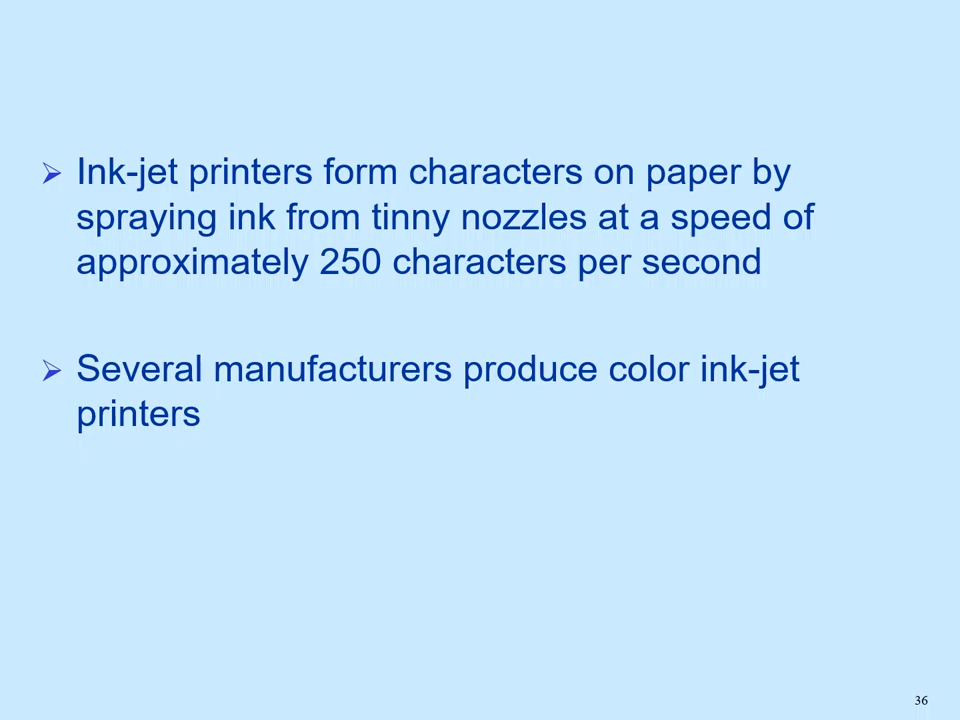 ➢ Ink-jet printers form characters on paper by
spraying ink from tinny nozzles at a speed of
approximately 250 characters per second
➢ Several manufacturers produce color ink-jet
printers
36